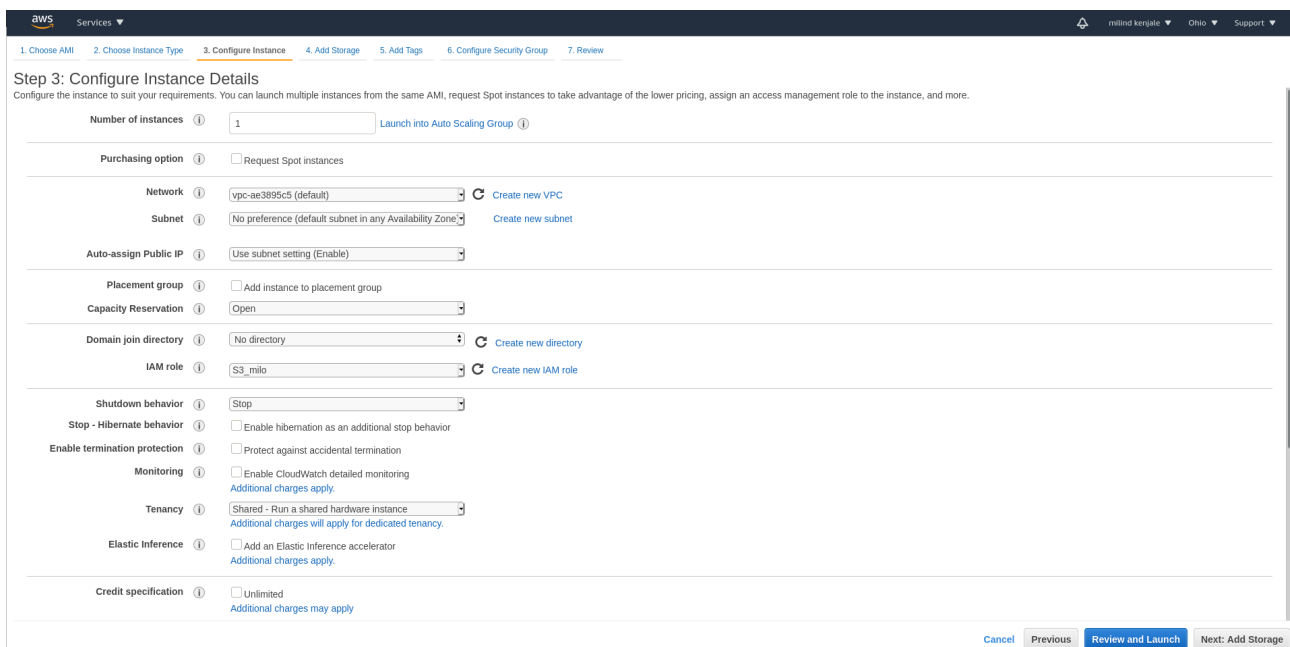 aws Services ▼ milind kenjale ▼ Ohio ▼ Support ▼
1. Choose AMI 2. Choose Instance Type 3. Configure Instance 4. Add Storage 5. Add Tags 6. Configure Security Group 7. Review
Step 3: Configure Instance Details
Configure the instance to suit your requirements. You can launch multiple instances from the same AMI, request Spot instances to take advantage of the lower pricing, assign an access management role to the instance, and more.
Number of instances i 1 Launch into Auto Scaling Group i
Purchasing option i Request Spot instances
Network i vpc-ae3895c5 (default) Create new VPC
Subnet i No preference (default subnet in any Availability Zone) Create new subnet
Auto-assign Public IP i Use subnet setting (Enable)
Placement group i Add instance to placement group
Capacity Reservation i Open
Domain join directory i No directory Create new directory
IAM role i S3_milo Create new IAM role
Shutdown behavior i Stop
Stop - Hibernate behavior i Enable hibernation as an additional stop behavior
Enable termination protection i Protect against accidental termination
Monitoring i Enable CloudWatch detailed monitoring
Additional charges apply.
Tenancy i Shared - Run a shared hardware instance
Additional charges will apply for dedicated tenancy.
Elastic Inference i Add an Elastic Inference accelerator
Additional charges apply.
Credit specification i Unlimited
Additional charges may apply
Cancel Previous Review and Launch Next: Add Storage